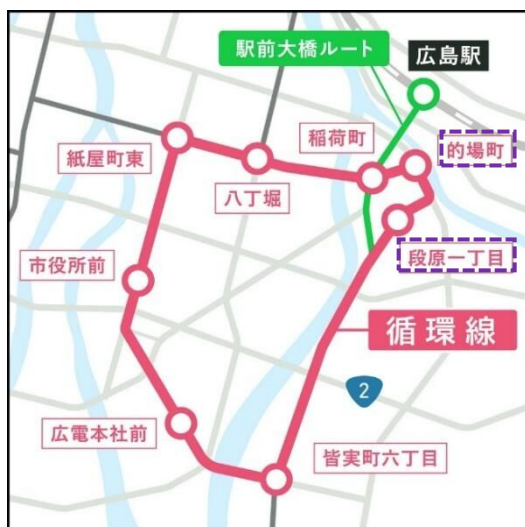 駅前大橋ルート
広島駅
稲荷町
的場町
紙屋町東
八丁堀
段原一丁目
市役所前
循環線
2
広電本社前
皆実町六丁目